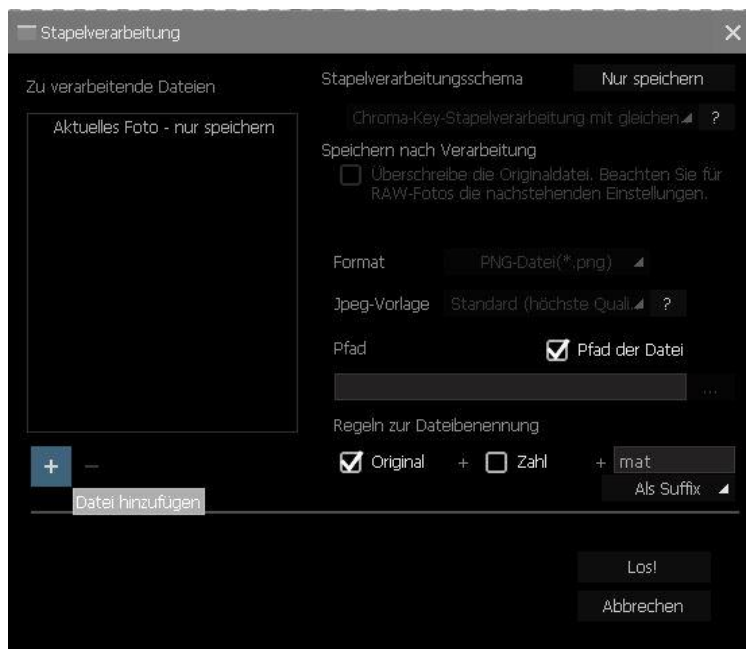 Stapelverarbeitung
Zu verarbeitende Dateien
Aktuelles Foto - nur speichern
+ −
Datei hinzufügen
Stapelverarbeitungsschema Nur speichern
Chroma-Key-Stapelverarbeitung mit gleichen ?
Speichern nach Verarbeitung
Überschreibe die Originaldatei. Beachten Sie für
RAW-Fotos die nachstehenden Einstellungen.
Format PNG-Datei(*.png)
Jpeg-Vorlage Standard (höchste Quali. ?
Pfad Pfad der Datei
...
Regeln zur Dateibenennung
Original + Zahl + mat
Als Suffix
Los!
Abbrechen